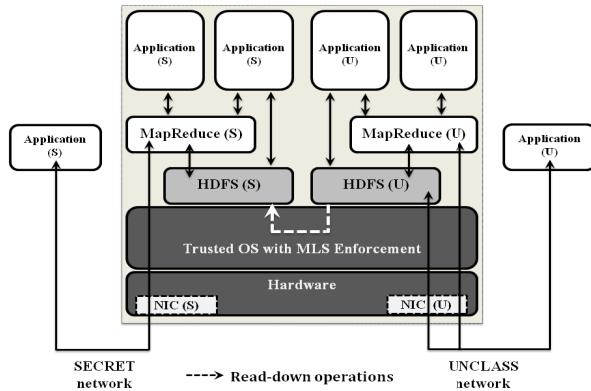 Application
(S)
Application
(S)
Application
(U)
Application
(U)
MapReduce (S)
MapReduce (U)
Application
(S)
Application
(U)
HDFS (S)
HDFS (U)
Trusted OS with MLS Enforcement
Hardware
NIC (S)
NIC (U)
SECRET
network
Read-down operations
UNCLASS
network